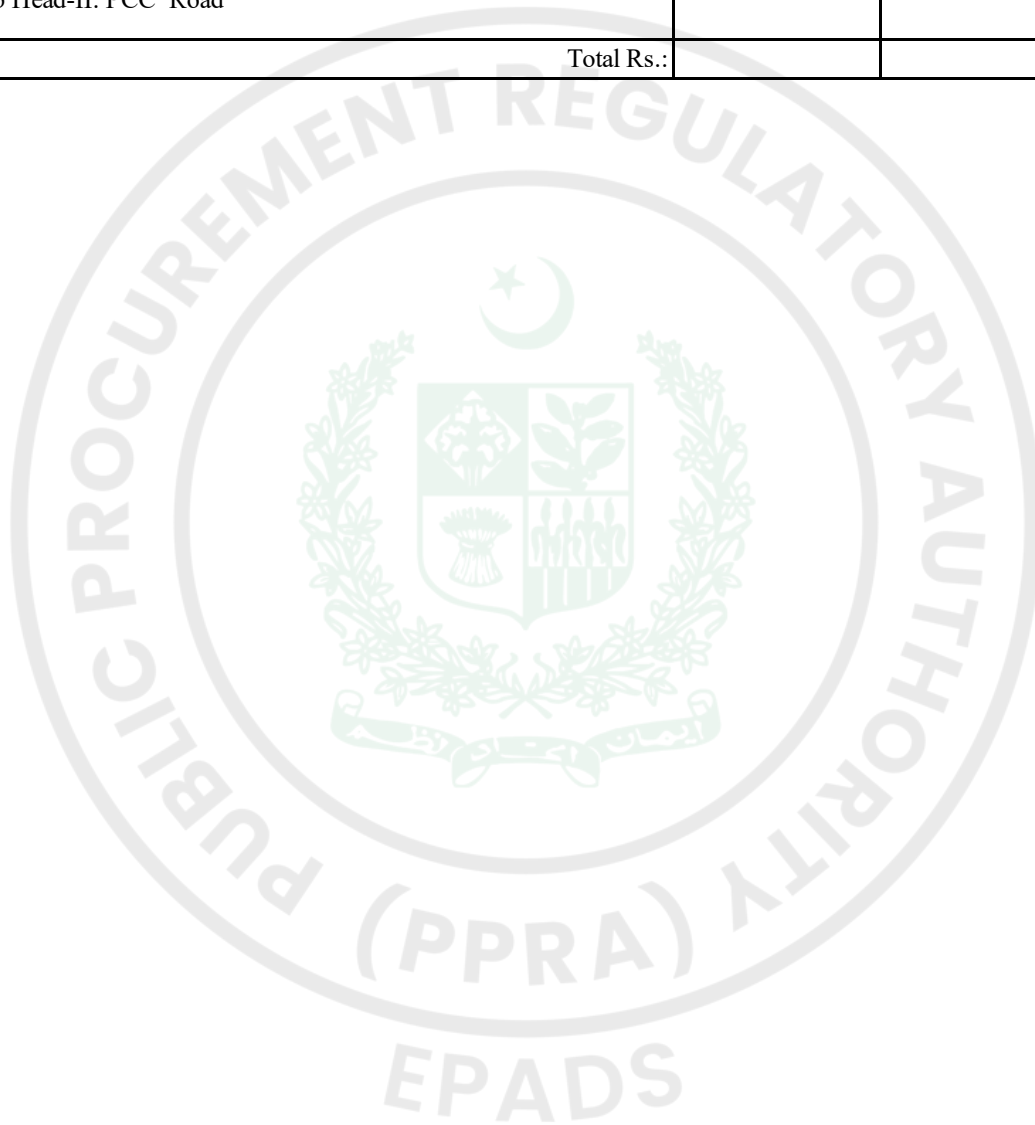 Head-II: PCC Road
Total Rs.:
PUBLIC PROCUREMENT REGULATORY AUTHORITY
(PPRA)
EPADS